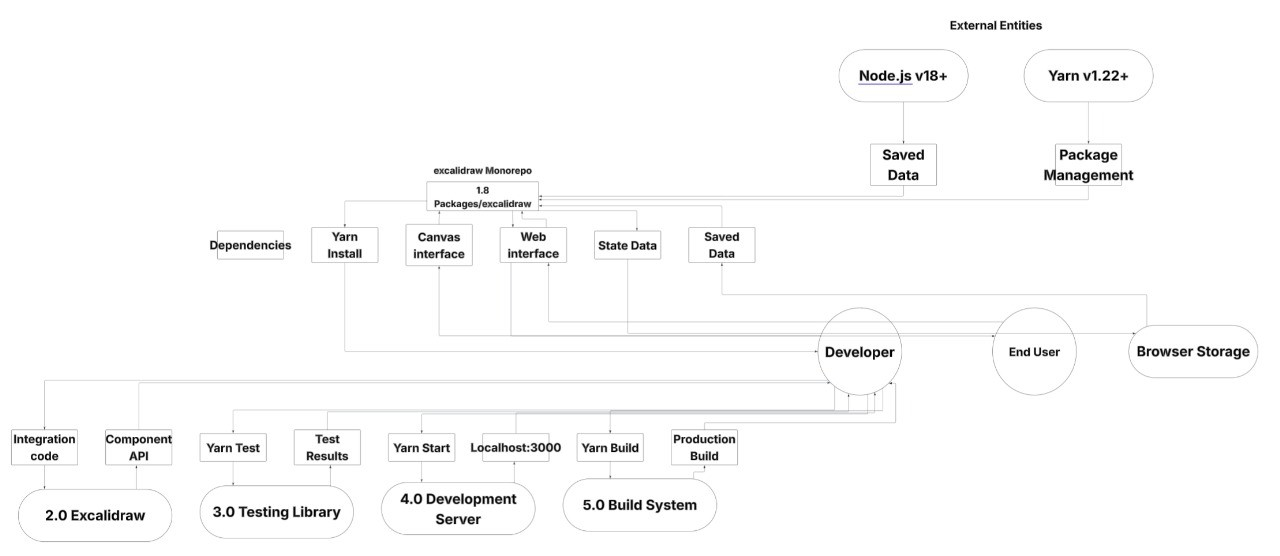 External Entities
Node.js v18+
Yarn v1.22+
Saved
Data
Package
Management
excalidraw Monorepo
1.8
Packages/excalidraw
Dependencies
Yarn
Install
Canvas
interface
Web
interface
State Data
Saved
Data
Developer
End User
Browser Storage
Integration
code
Component
API
Yarn Test
Test
Results
Yarn Start
Localhost:3000
Yarn Build
Production
Build
2.0 Excalidraw
3.0 Testing Library
4.0 Development
Server
5.0 Build System